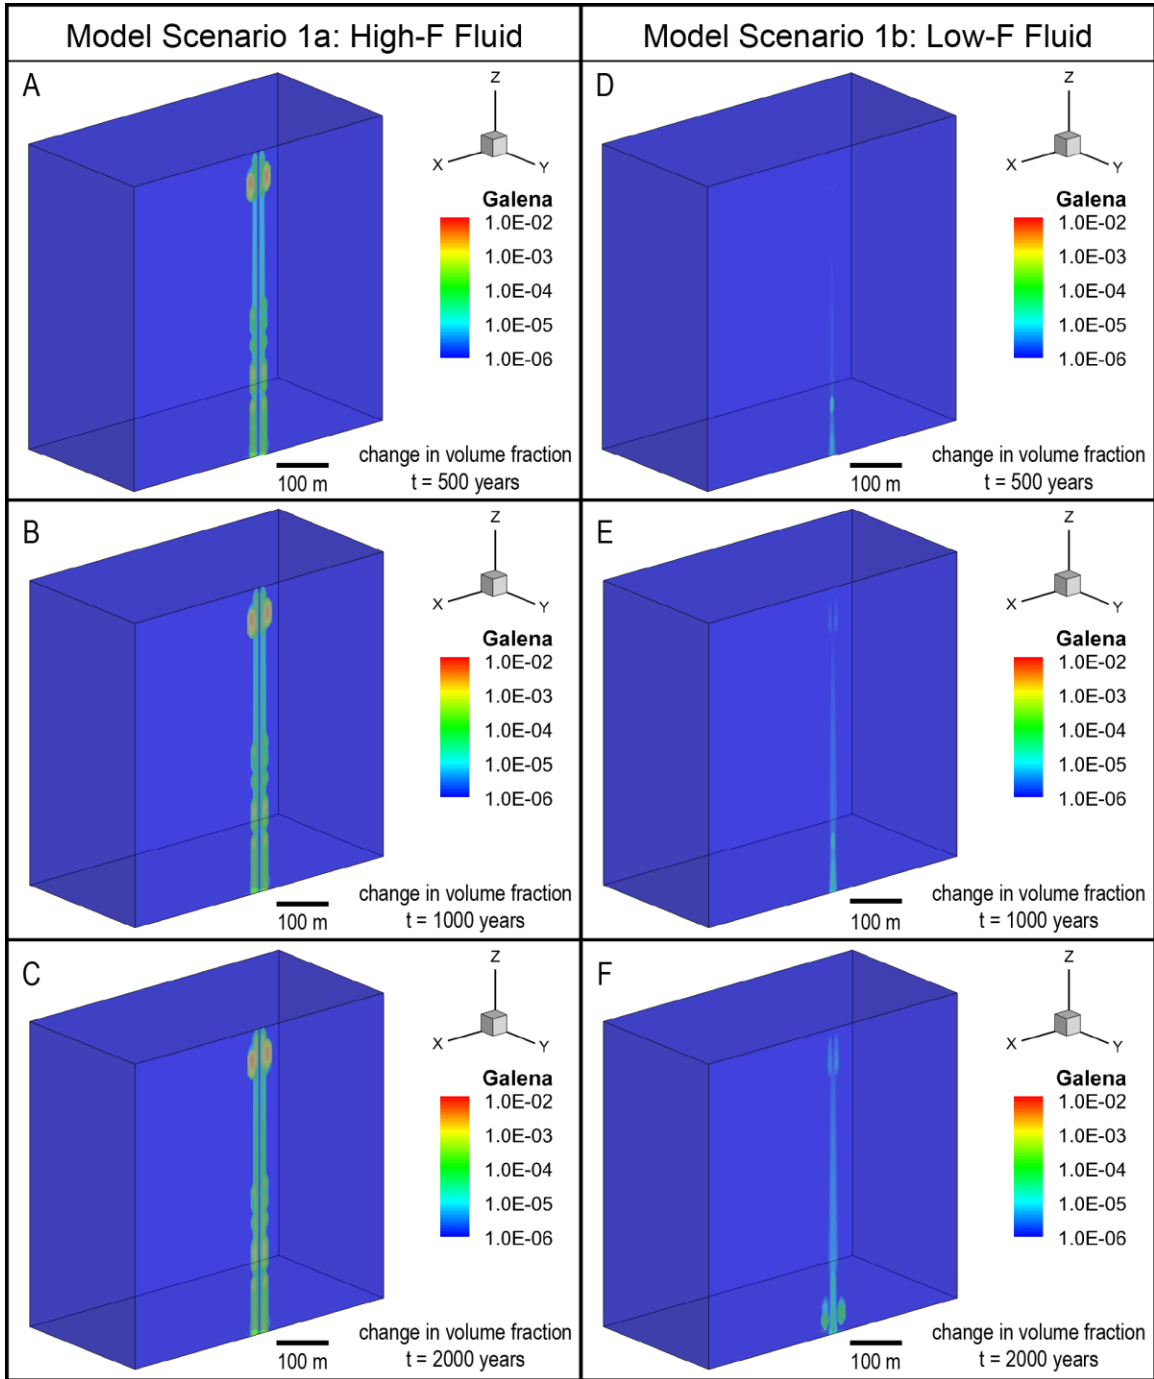 Model Scenario 1a: High-F Fluid
Model Scenario 1b: Low-F Fluid
A
Z
X
Y
Galena
1.0E-02
1.0E-03
1.0E-04
1.0E-05
1.0E-06
100 m
change in volume fraction
t = 500 years
D
Z
X
Y
Galena
1.0E-02
1.0E-03
1.0E-04
1.0E-05
1.0E-06
100 m
change in volume fraction
t = 500 years
B
Z
X
Y
Galena
1.0E-02
1.0E-03
1.0E-04
1.0E-05
1.0E-06
100 m
change in volume fraction
t = 1000 years
E
Z
X
Y
Galena
1.0E-02
1.0E-03
1.0E-04
1.0E-05
1.0E-06
100 m
change in volume fraction
t = 1000 years
C
Z
X
Y
Galena
1.0E-02
1.0E-03
1.0E-04
1.0E-05
1.0E-06
100 m
change in volume fraction
t = 2000 years
F
Z
X
Y
Galena
1.0E-02
1.0E-03
1.0E-04
1.0E-05
1.0E-06
100 m
change in volume fraction
t = 2000 years